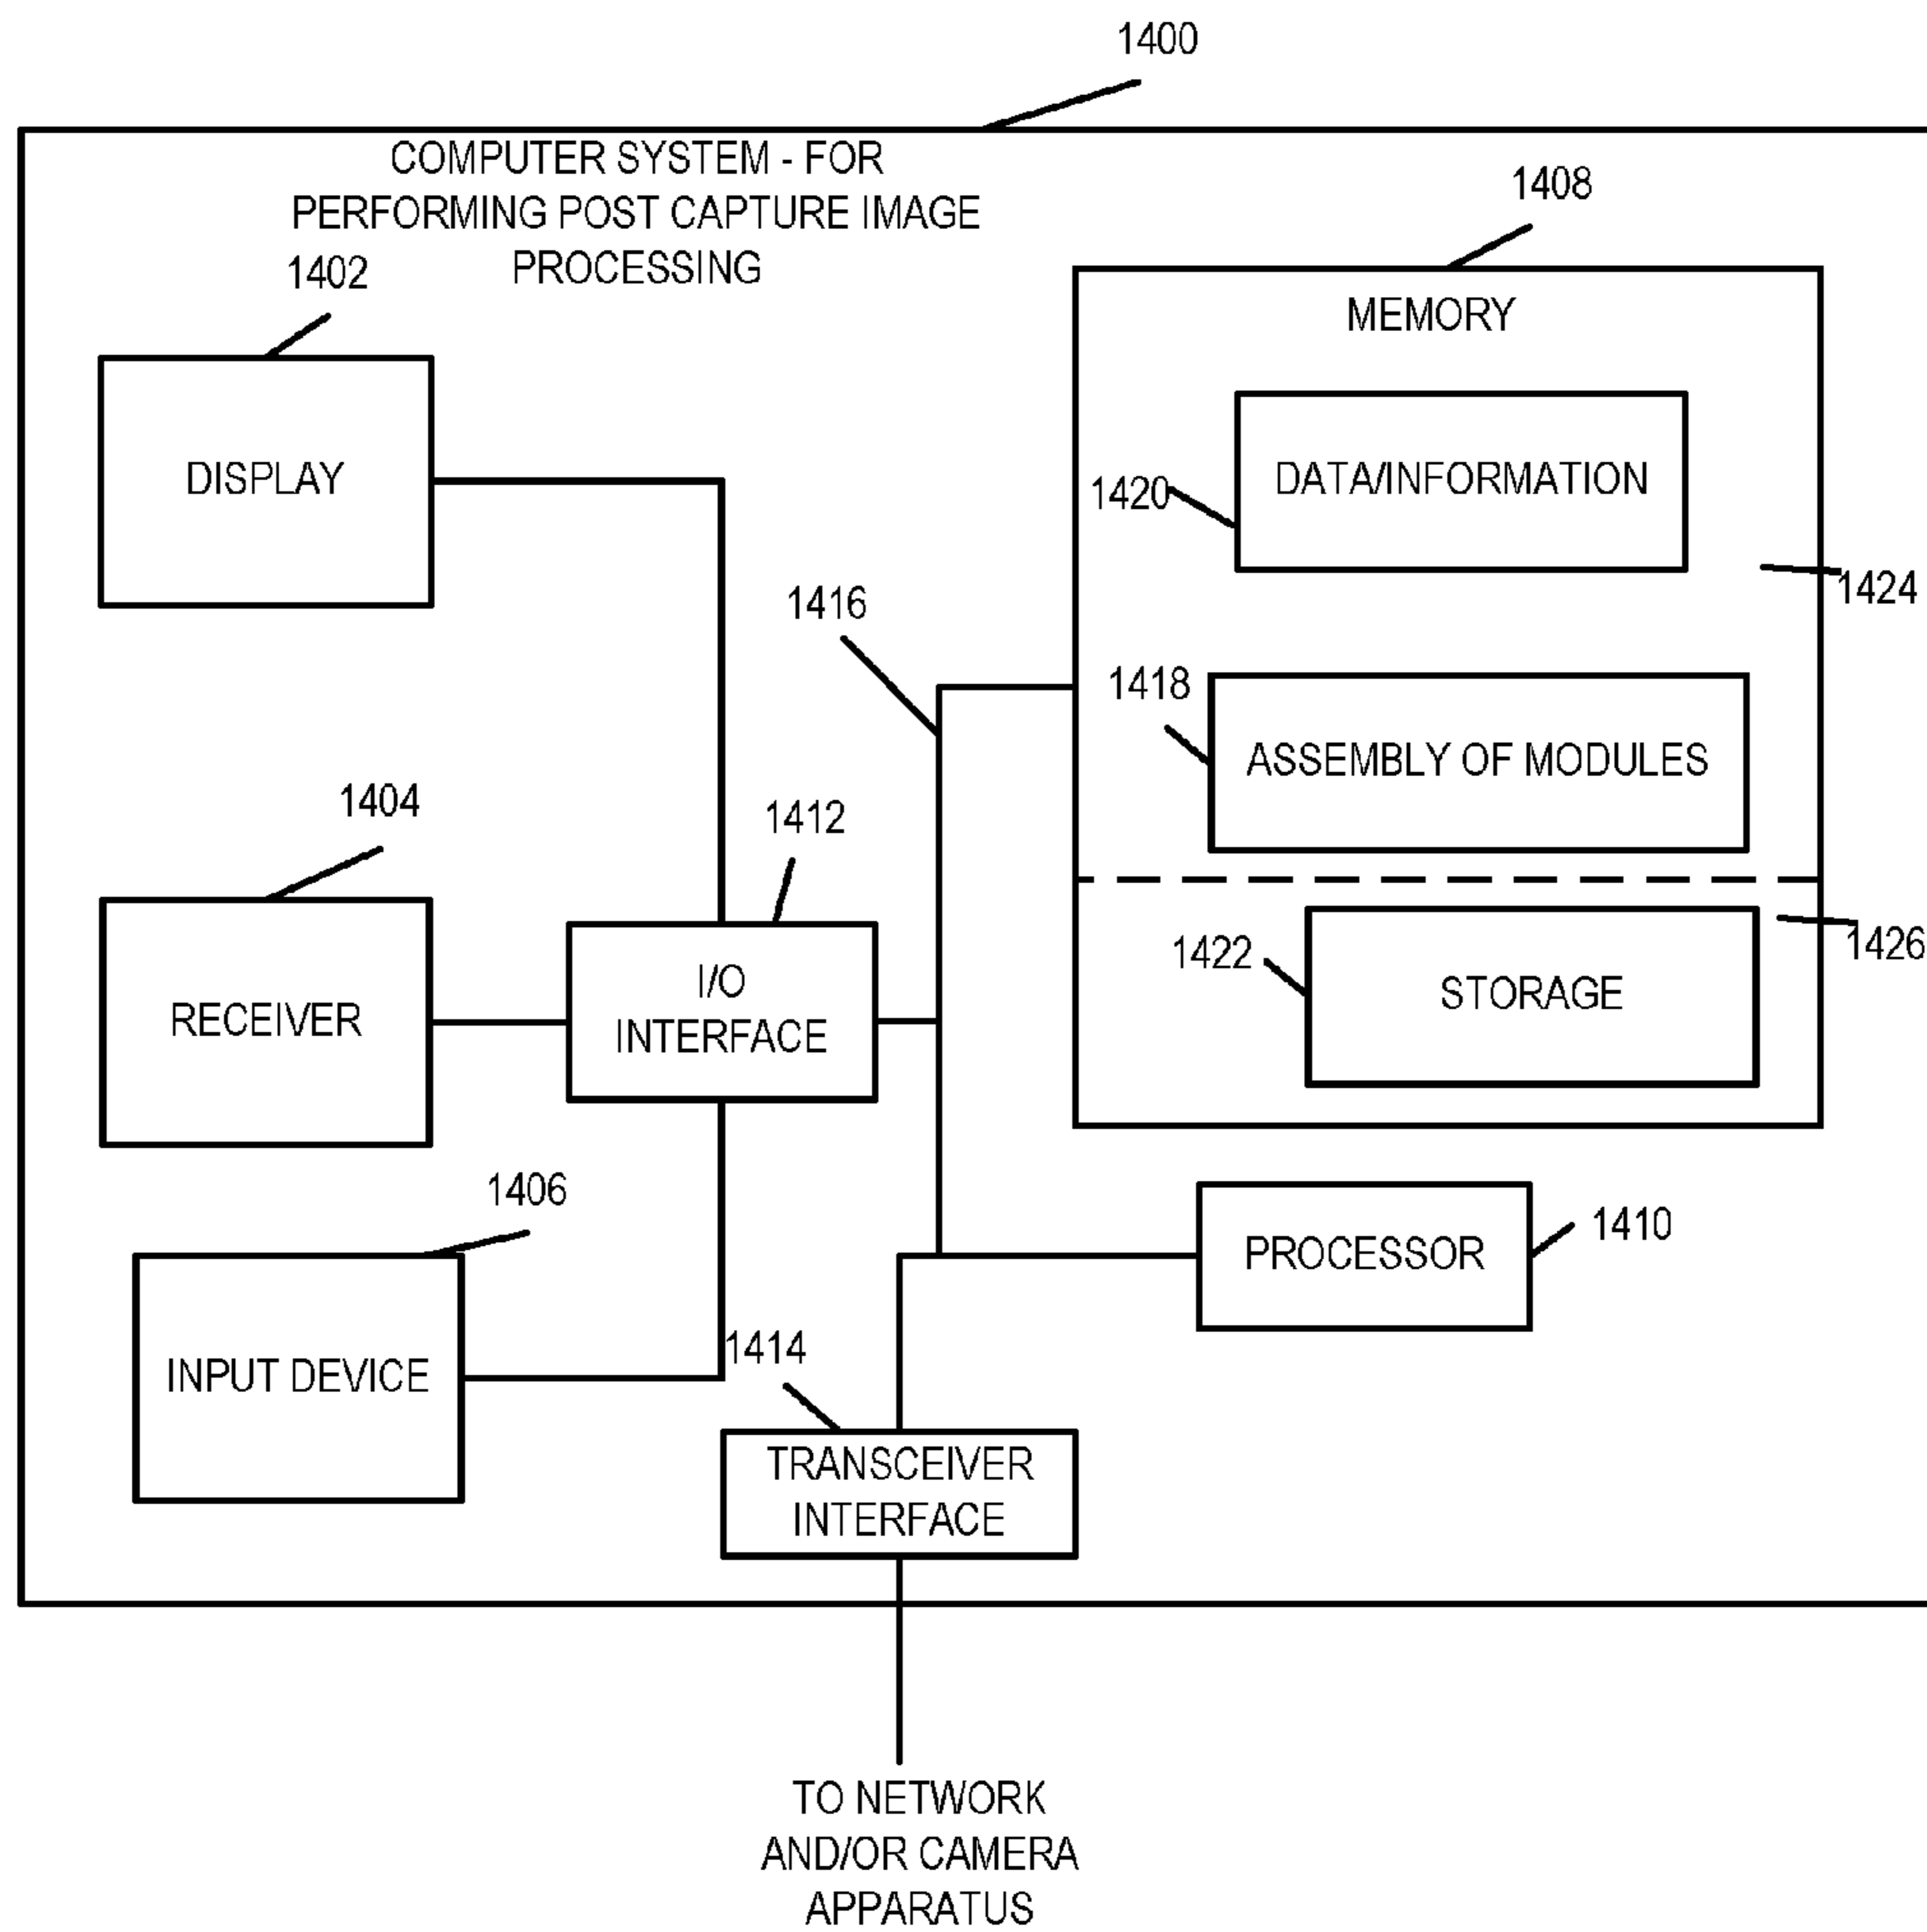 1400
COMPUTER SYSTEM - FOR
PERFORMING POST CAPTURE IMAGE
PROCESSING
1402
DISPLAY
1408
MEMORY
DATA/INFORMATION
1420
1424
1416
1418
ASSEMBLY OF MODULES
1404
1412
RECEIVER
I/O
INTERFACE
1422
STORAGE
1426
1406
INPUT DEVICE
PROCESSOR
1410
1414
TRANSCEIVER
INTERFACE
TO NETWORK
AND/OR CAMERA
APPARATUS